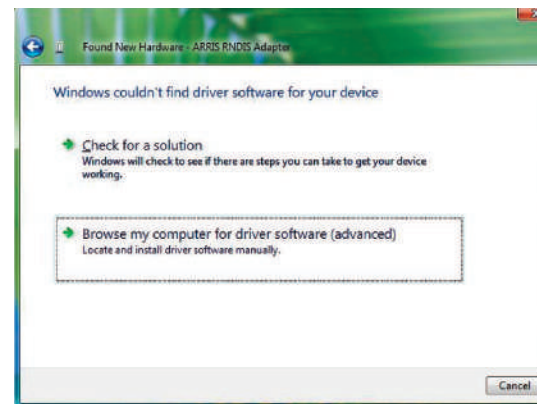 Found New Hardware - ARRIS RNDIS Adapter
Windows couldn't find driver software for your device
Check for a solution
Windows will check to see if there are steps you can take to get your device
working.
Browse my computer for driver software (advanced)
Locate and install driver software manually.
Cancel